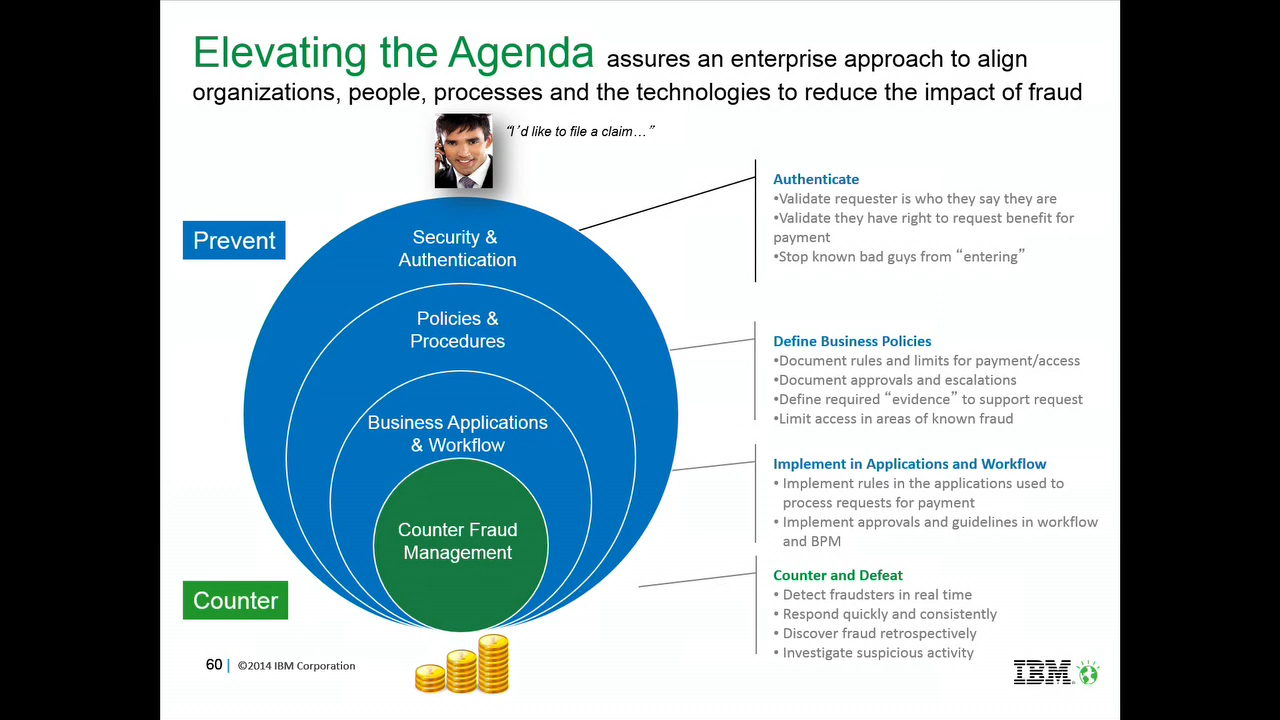 Elevating the Agenda assures an enterprise approach to align
organizations, people, processes and the technologies to reduce the impact of fraud
“I’d like to file a claim…”
Prevent
Security &
Authentication
Policies &
Procedures
Business Applications
& Workflow
Counter Fraud
Management
Counter
Authenticate
•Validate requester is who they say they are
•Validate they have right to request benefit for
payment
•Stop known bad guys from “entering”
Define Business Policies
•Document rules and limits for payment/access
•Document approvals and escalations
•Define required “evidence” to support request
•Limit access in areas of known fraud
Implement in Applications and Workflow
• Implement rules in the applications used to
process requests for payment
• Implement approvals and guidelines in workflow
and BPM
Counter and Defeat
• Detect fraudsters in real time
• Respond quickly and consistently
• Discover fraud retrospectively
• Investigate suspicious activity
60 | ©2014 IBM Corporation
IBM